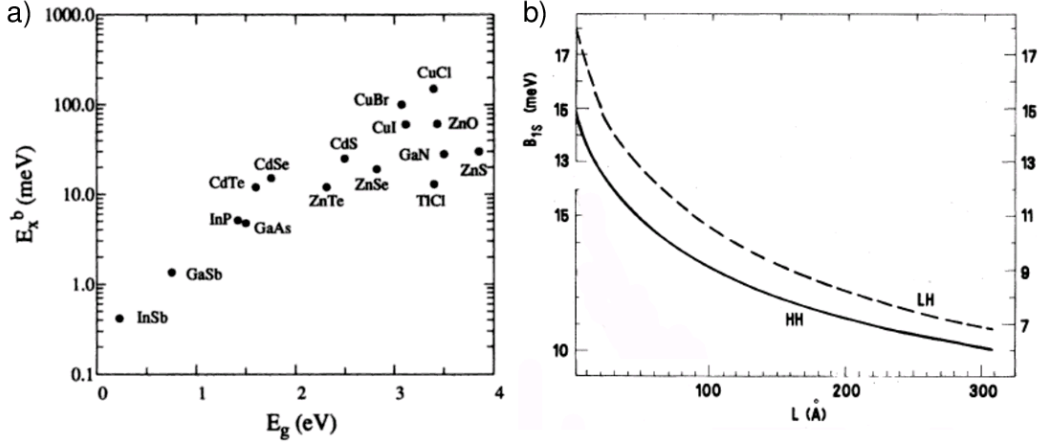 a)
1000.0
100.0
10.0
1.0
0.1
E_x^b (meV)
CuCl
CuBr
CuI
ZnO
CdS
GaN
ZnS
CdSe
ZnSe
CdTe
ZnTe
TlCl
InP
GaAs
GaSb
InSb
0
1
2
3
4
E_g (eV)
b)
17
15
13
15
10
B_1S (meV)
17
15
13
11
9
7
LH
HH
100
200
300
L (Å)